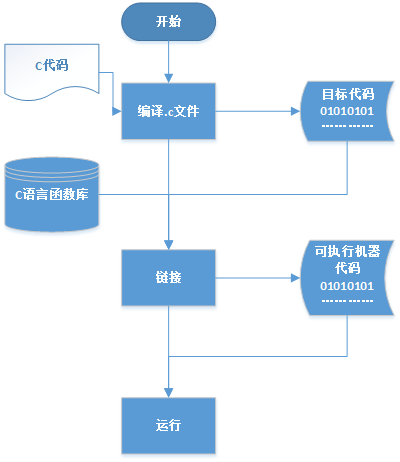 开始
C代码
编译.c文件
目标代码
01010101
-----------
C语言函数库
链接
可执行机器
代码
01010101
-----------
运行